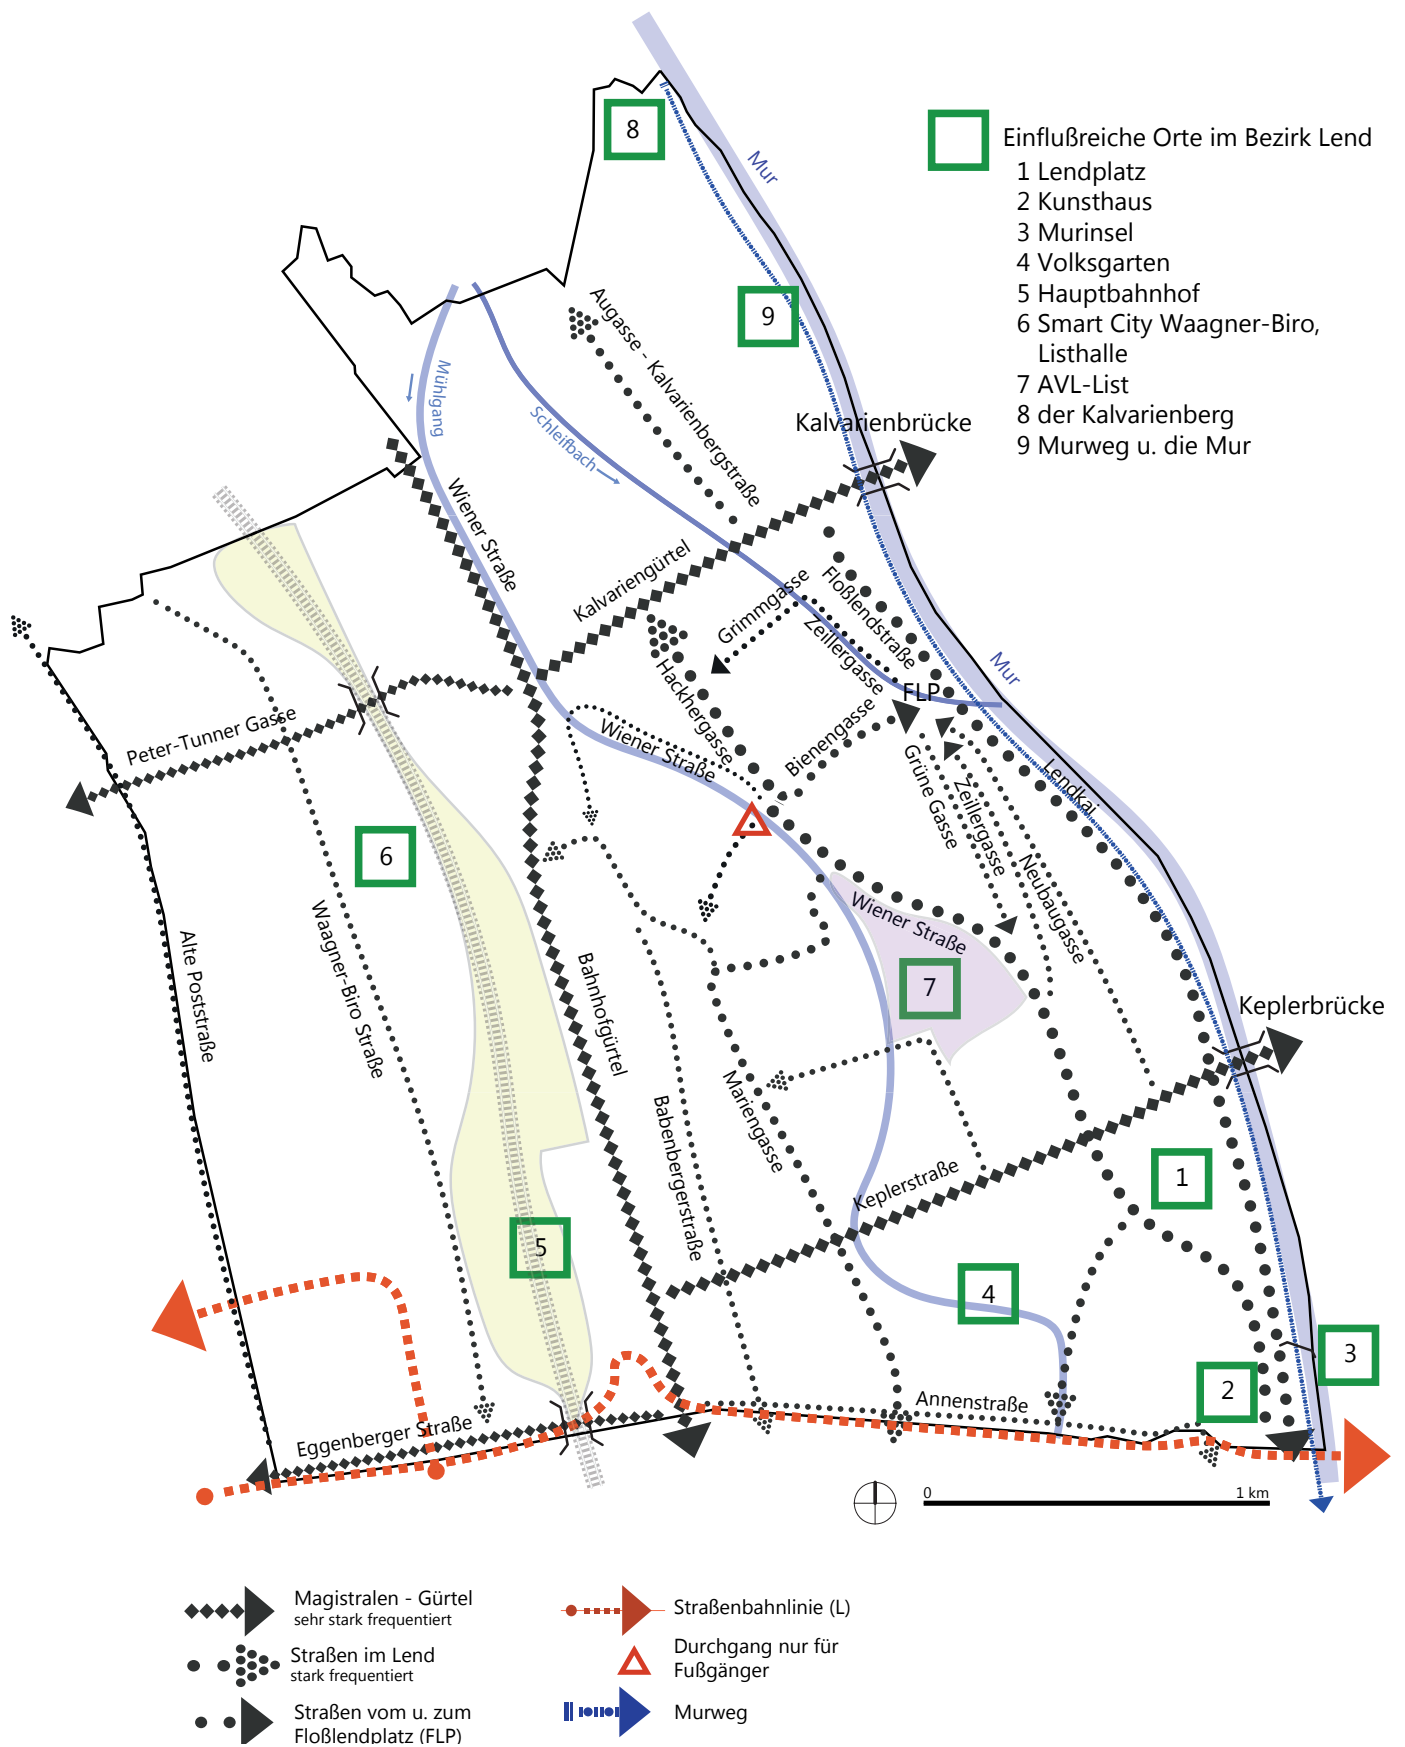 8
Mur
Einflußreiche Orte im Bezirk Lend
1 Lendplatz
2 Kunsthaus
3 Murinsel
4 Volksgarten
5 Hauptbahnhof
6 Smart City Waagner-Biro,
Listhalle
7 AVL-List
8 der Kalvarienberg
9 Murweg u. die Mur
9
Augasse - Kalvarienbergstraße
Mühlgang
Schleifbach
Kalvarienbrücke
Wiener Straße
Kalvariengürtel
Grimmgasse
Floßlendstraße
Zeillergasse
Hackhergasse
FLP
Mur
Peter-Tunner Gasse
Wiener Straße
Bienengasse
Grüne Gasse
Zeillergasse
Lendkai
Neubaugasse
6
Waagner-Biro Straße
Alte Poststraße
Bahnhofgürtel
Wiener Straße
7
Keplerbrücke
Babenbergerstraße
Mariengasse
Keplerstraße
1
5
4
3
2
Annenstraße
Eggenberger Straße
0 1 km
Magistralen - Gürtel
sehr stark frequentiert
Straßen im Lend
stark frequentiert
Straßen vom u. zum
Floßlendplatz (FLP)
Straßenbahnlinie (L)
Durchgang nur für
Fußgänger
Murweg